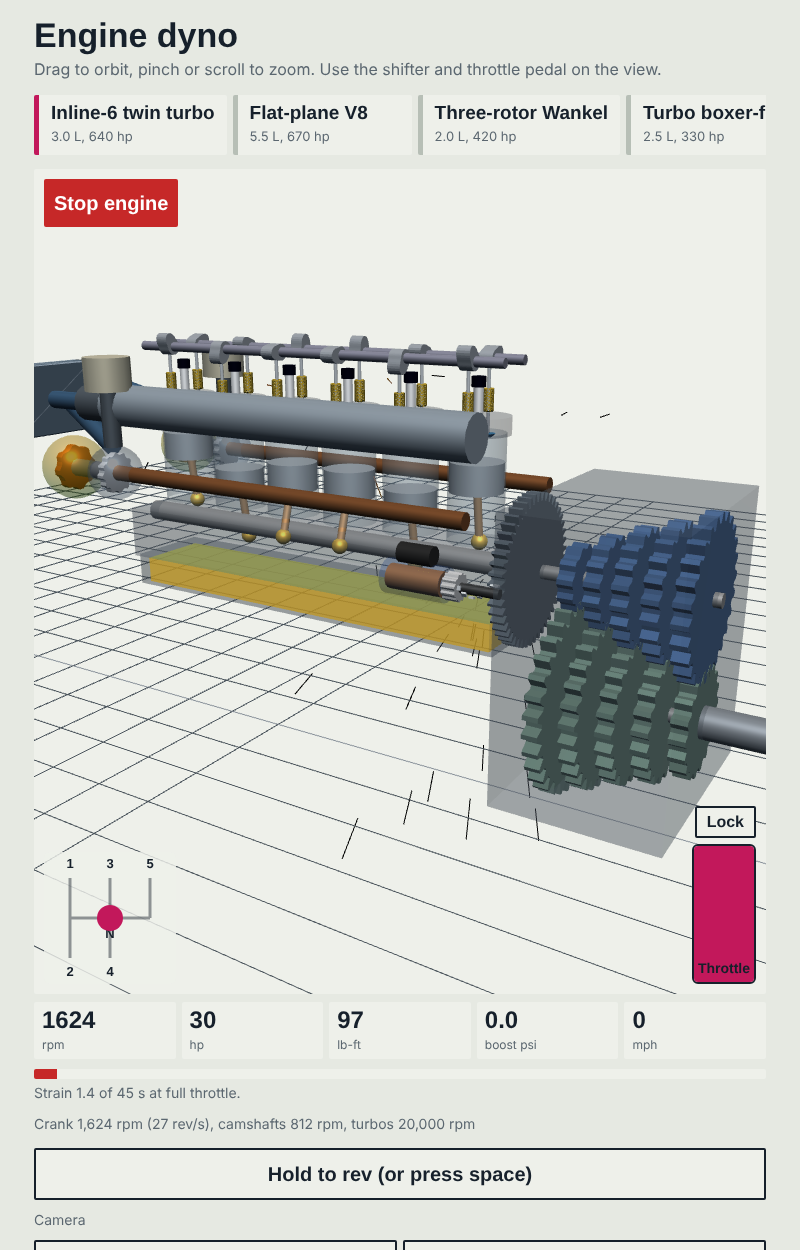 Engine dyno
Drag to orbit, pinch or scroll to zoom. Use the shifter and throttle pedal on the view.
Inline-6 twin turbo
3.0 L, 640 hp
Flat-plane V8
5.5 L, 670 hp
Three-rotor Wankel
2.0 L, 420 hp
Turbo boxer-f
2.5 L, 330 hp
Stop engine
Lock
1 3 5
N
2 4
Throttle
1624
rpm
30
hp
97
lb-ft
0.0
boost psi
0
mph
Strain 1.4 of 45 s at full throttle.
Crank 1,624 rpm (27 rev/s), camshafts 812 rpm, turbos 20,000 rpm
Hold to rev (or press space)
Camera